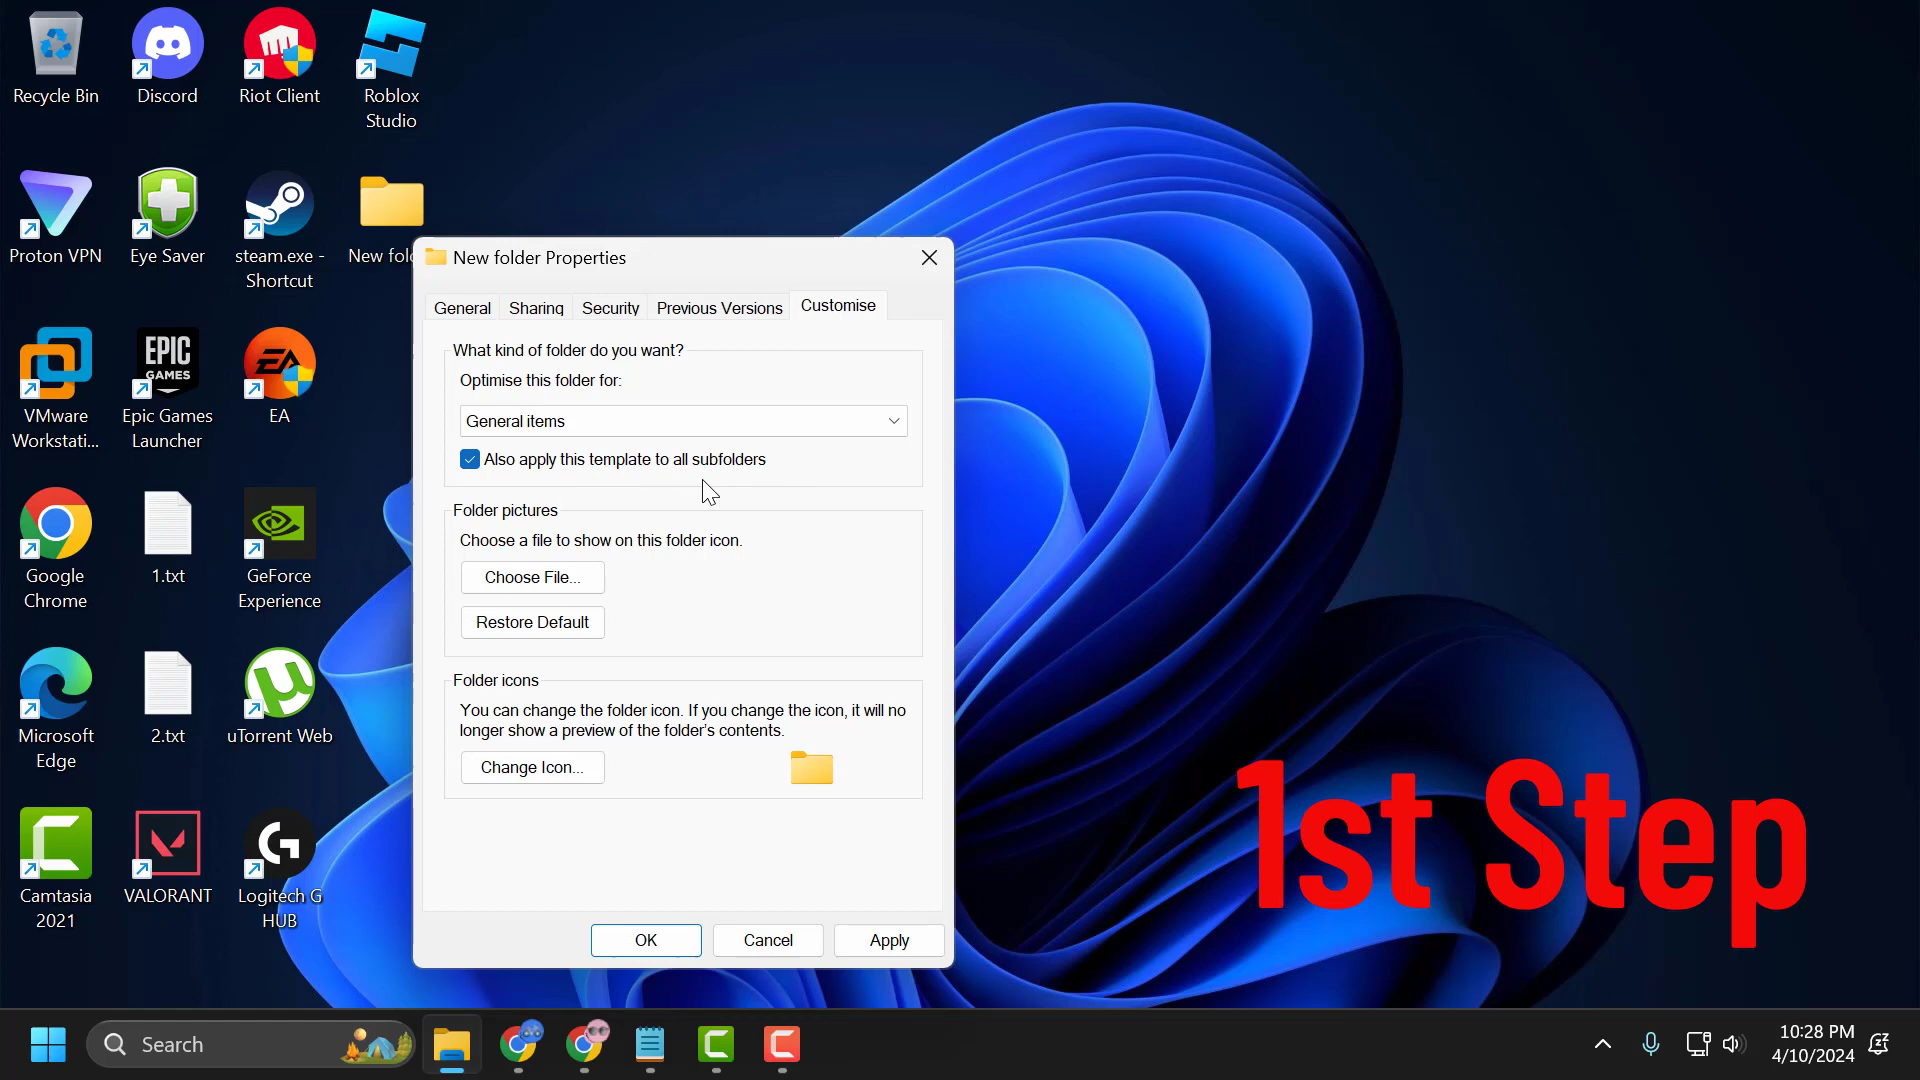 Recycle Bin
Discord
Riot Client
Roblox
Studio
Proton VPN
Eye Saver
steam.exe -
Shortcut
New fol
VMware
Workstati...
EPIC
GAMES
Epic Games
Launcher
EA
EA
Google
Chrome
1.txt
GeForce
Experience
Microsoft
Edge
2.txt
uTorrent Web
Camtasia
2021
VALORANT
Logitech G
HUB
New folder Properties
General
Sharing
Security
Previous Versions
Customise
What kind of folder do you want?
Optimise this folder for:
General items
Also apply this template to all subfolders
Folder pictures
Choose a file to show on this folder icon.
Choose File...
Restore Default
Folder icons
You can change the folder icon. If you change the icon, it will no
longer show a preview of the folder's contents.
Change Icon...
OK
Cancel
Apply
1st Step
Search
10:28 PM
4/10/2024